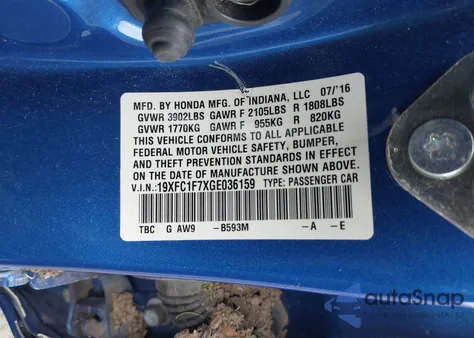 MFD. BY HONDA MFG. OF INDIANA, LLC 07/'16
GVWR 3902LBS GAWR F 2105LBS R 1808LBS
GVWR 1770KG GAWR F 955KG R 820KG
THIS VEHICLE CONFORMS TO ALL APPLICABLE
FEDERAL MOTOR VEHICLE SAFETY, BUMPER,
AND THEFT PREVENTION STANDARDS IN EFFECT
ON THE DATE OF MANUFACTURE SHOWN ABOVE.
V.I.N.: 19XFC1F7XGE036159 TYPE: PASSENGER CAR
TBC G AW9 -B593M -A -E
autoSnap